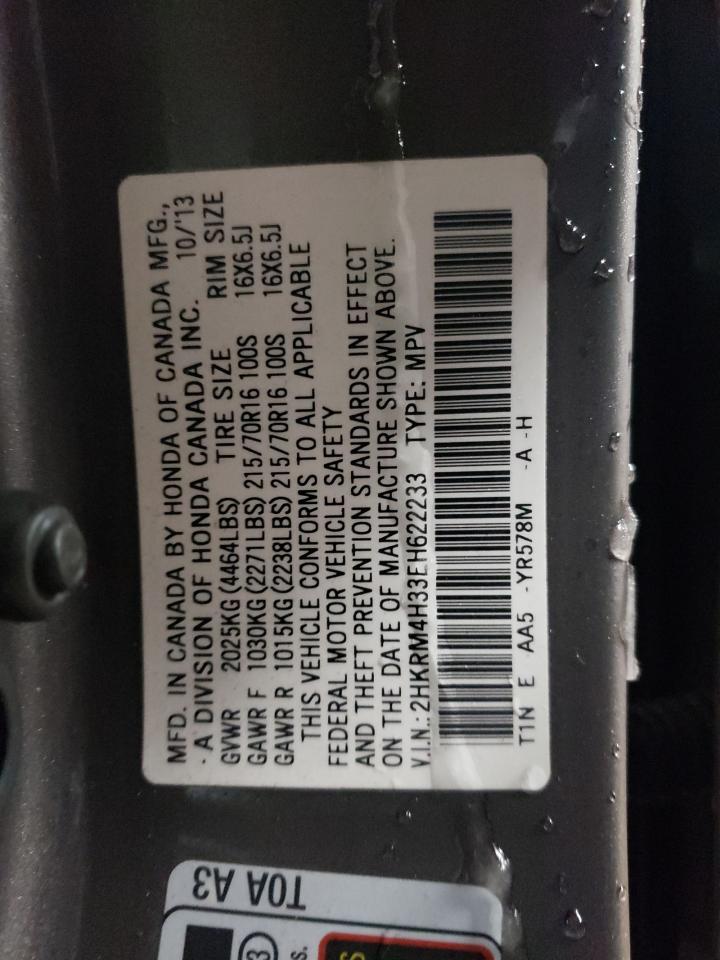 MFD. IN CANADA BY HONDA OF CANADA MFG.,
- A DIVISION OF HONDA CANADA INC. 10/'13
GVWR 2025KG (4464LBS) TIRE SIZE RIM SIZE
GAWR F 1030KG (2271LBS) 215/70R16 100S 16X6.5J
GAWR R 1015KG (2238LBS) 215/70R16 100S 16X6.5J
THIS VEHICLE CONFORMS TO ALL APPLICABLE
FEDERAL MOTOR VEHICLE SAFETY
AND THEFT PREVENTION STANDARDS IN EFFECT
ON THE DATE OF MANUFACTURE SHOWN ABOVE.
V.I.N.: 2HKRM4H33EH622233 TYPE: MPV
T1N E AA5 -YR578M -A -H
T0A A3
3
s.